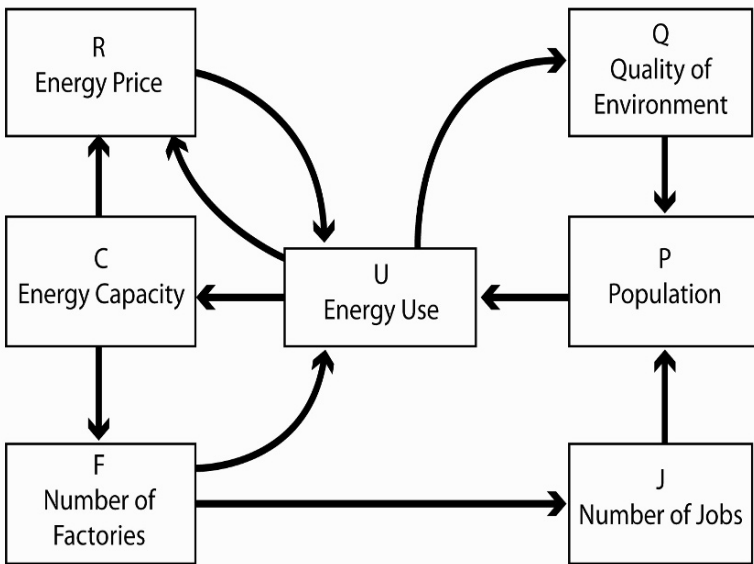 R
Energy Price
Q
Quality of
Environment
C
Energy Capacity
U
Energy Use
P
Population
F
Number of
Factories
J
Number of Jobs